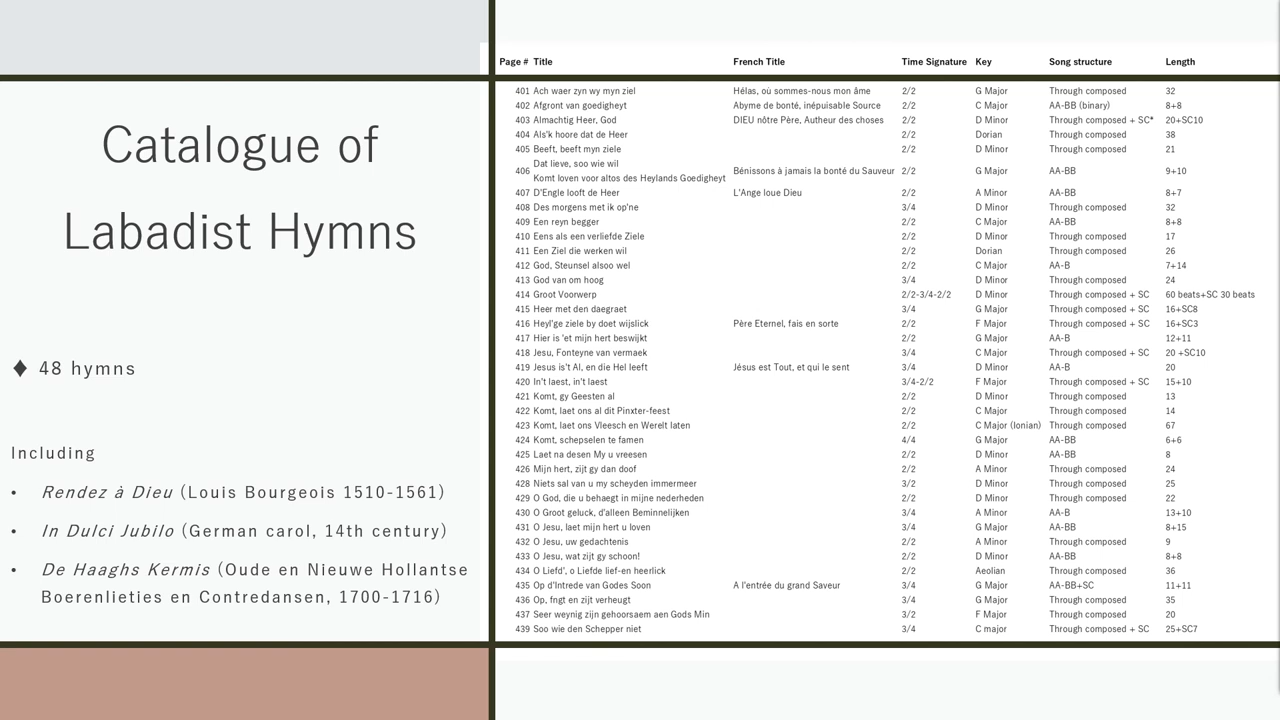 Catalogue of
Labadist Hymns
♦ 48 hymns
Including
• Rendez à Dieu (Louis Bourgeois 1510-1561)
• In Dulci Jubilo (German carol, 14th century)
• De Haaghs Kermis (Oude en Nieuwe Hollantse
Boerenlieties en Contredansen, 1700-1716)
Page # Title French Title Time Signature Key Song structure Length
401 Ach waer zyn wy myn ziel Hélas, où sommes-nous mon âme 2/2 G Major Through composed 32
402 Afgront van goedigheyt Abyme de bonté, inépuisable Source 2/2 C Major AA-BB (binary) 8+8
403 Almachtig Heer, God DIEU nôtre Père, Autheur des choses 2/2 D Minor Through composed + SC* 20+SC10
404 Als'k hoore dat de Heer 2/2 Dorian Through composed 38
405 Beeft, beeft myn ziele 2/2 D Minor Through composed 21
Dat lieve, soo wie wil
406 Komt loven voor altos des Heylands Goedigheyt Bénissons à jamais la bonté du Sauveur 2/2 G Major AA-BB 9+10
407 D'Engle looft de Heer L'Ange loue Dieu 2/2 A Minor AA-BB 8+7
408 Des morgens met ik op'ne 3/4 D Minor Through composed 32
409 Een reyn begger 2/2 C Major AA-BB 8+8
410 Eens als een verliefde Ziele 2/2 D Minor Through composed 17
411 Een Ziel die werken wil 2/2 Dorian Through composed 26
412 God, Steunsel alsoo wel 2/2 C Major AA-B 7+14
413 God van om hoog 3/4 D Minor Through composed 24
414 Groot Voorwerp 2/2-3/4-2/2 D Minor Through composed + SC 60 beats+SC 30 beats
415 Heer met den daegraet 3/4 G Major Through composed + SC 16+SC8
416 Heyl'ge ziele by doet wijslick Père Eternel, fais en sorte 2/2 F Major Through composed + SC 16+SC3
417 Hier is 'et mijn hert beswijkt 2/2 G Major AA-B 12+11
418 Jesu, Fonteyne van vermaek 3/4 C Major Through composed + SC 20 +SC10
419 Jesus is't Al, en die Hel leeft Jésus est Tout, et qui le sent 3/4 D Minor AA-B 20
420 In't laest, in't laest 3/4-2/2 F Major Through composed + SC 15+10
421 Komt, gy Geesten al 2/2 D Minor Through composed 13
422 Komt, laet ons al dit Pinxter-feest 2/2 C Major Through composed 14
423 Komt, laet ons Vleesch en Werelt laten 2/2 C Major (Ionian) Through composed 67
424 Komt, schepselen te famen 4/4 G Major AA-BB 6+6
425 Laet na desen My u vreesen 2/2 D Minor AA-BB 8
426 Mijn hert, zijt gy dan doof 2/2 A Minor Through composed 24
428 Niets sal van u my scheyden immermeer 3/2 D Minor Through composed 25
429 O God, die u behaegt in mijne nederheden 2/2 D Minor Through composed 22
430 O Groot geluck, d'alleen Beminnelijken 3/4 A Minor AA-B 13+10
431 O Jesu, laet mijn hert u loven 3/4 G Major AA-BB 8+15
432 O Jesu, uw gedachtenis 2/2 A Minor Through composed 9
433 O Jesu, wat zijt gy schoon! 2/2 D Minor AA-BB 8+8
434 O Liefd', o Liefde lief-en heerlick 2/2 Aeolian Through composed 36
435 Op d'Intrede van Godes Soon A l'entrée du grand Saveur 3/4 G Major AA-BB+SC 11+11
436 Op, fngt en zijt verheugt 3/4 G Major Through composed 35
437 Seer weynig zijn gehoorsaem aen Gods Min 3/2 F Major Through composed 20
439 Soo wie den Schepper niet 3/4 C major Through composed + SC 25+SC7